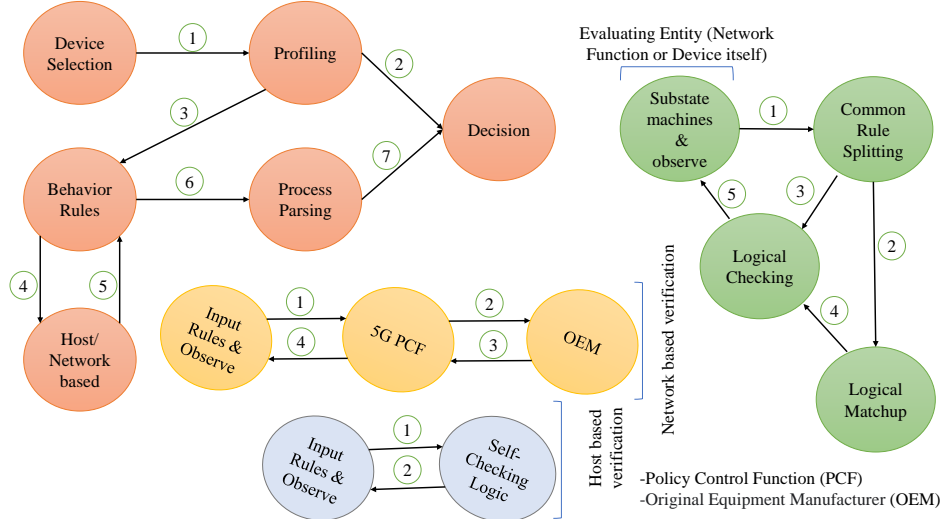 Device
Selection
1
Profiling
2
3
Decision
Behavior
Rules
6
Process
Parsing
7
4
5
Host/
Network
based
Input
Rules &
Observe
1
4
5G PCF
2
3
OEM
Network based verification
Input
Rules &
Observe
1
2
Self-
Checking
Logic
Host based
verification
Evaluating Entity (Network
Function or Device itself)
Substate
machines
&
observe
1
Common
Rule
Splitting
5
3
2
Logical
Checking
4
Logical
Matchup
-Policy Control Function (PCF)
-Original Equipment Manufacturer (OEM)